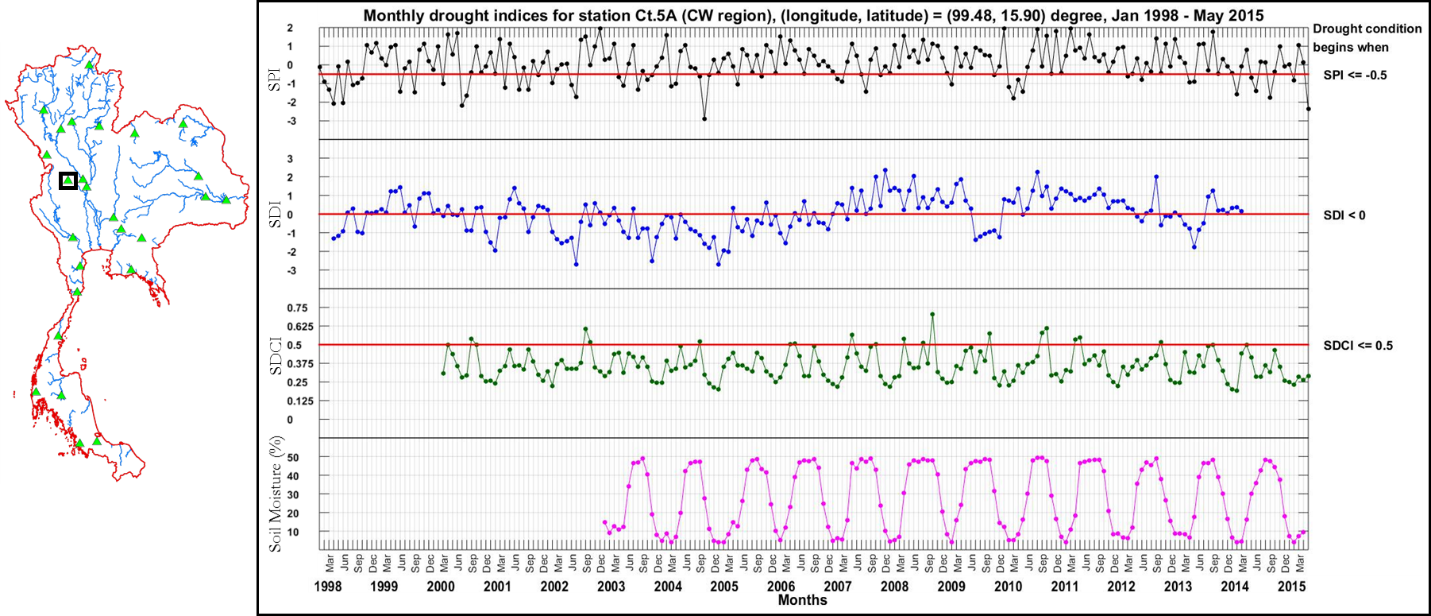 Monthly drought indices for station Ct.5A (CW region), (longitude, latitude) = (99.48, 15.90) degree, Jan 1998 - May 2015
Drought condition
begins when
2
1
0
-1
-2
-3
SPI
SPI <= -0.5
3
2
1
0
-1
-2
-3
SDI
SDI < 0
0.75
0.625
0.5
0.375
0.25
0.125
0
SDCI
SDCI <= 0.5
50
40
30
20
10
Soil Moisture (%)
Mar Jun Sep Dec Mar Jun Sep Dec Mar Jun Sep Dec Mar Jun Sep Dec Mar Jun Sep Dec Mar Jun Sep Dec Mar Jun Sep Dec Mar Jun Sep Dec Mar Jun Sep Dec Mar Jun Sep Dec Mar Jun Sep Dec Mar Jun Sep Dec Mar Jun Sep Dec Mar Jun Sep Dec Mar Jun Sep Dec Mar Jun Sep Dec Mar Jun Sep Dec Mar
1998 1999 2000 2001 2002 2003 2004 2005 2006 2007 2008 2009 2010 2011 2012 2013 2014 2015
Months